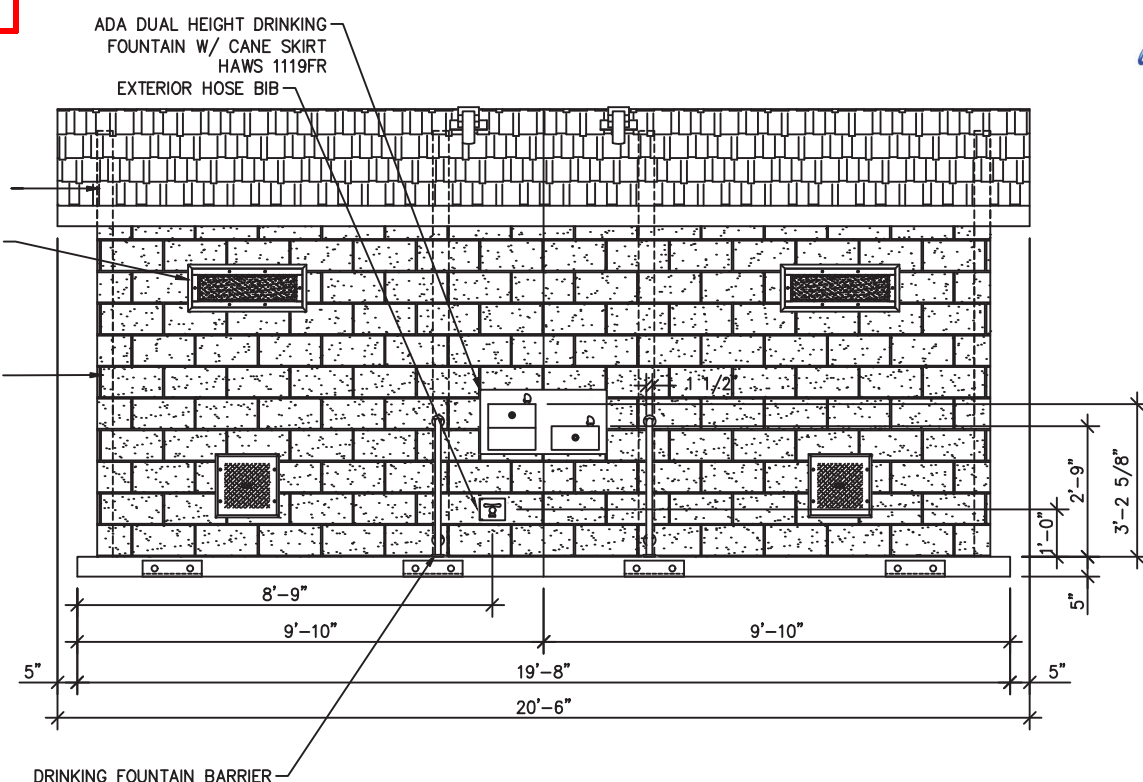 ADA DUAL HEIGHT DRINKING
FOUNTAIN W/ CANE SKIRT
HAWS 1119FR
EXTERIOR HOSE BIB
1 1/2"
1'-0"
2'-9"
3'-2 5/8"
5"
8'-9"
9'-10"
9'-10"
5"
19'-8"
5"
20'-6"
DRINKING FOUNTAIN BARRIER